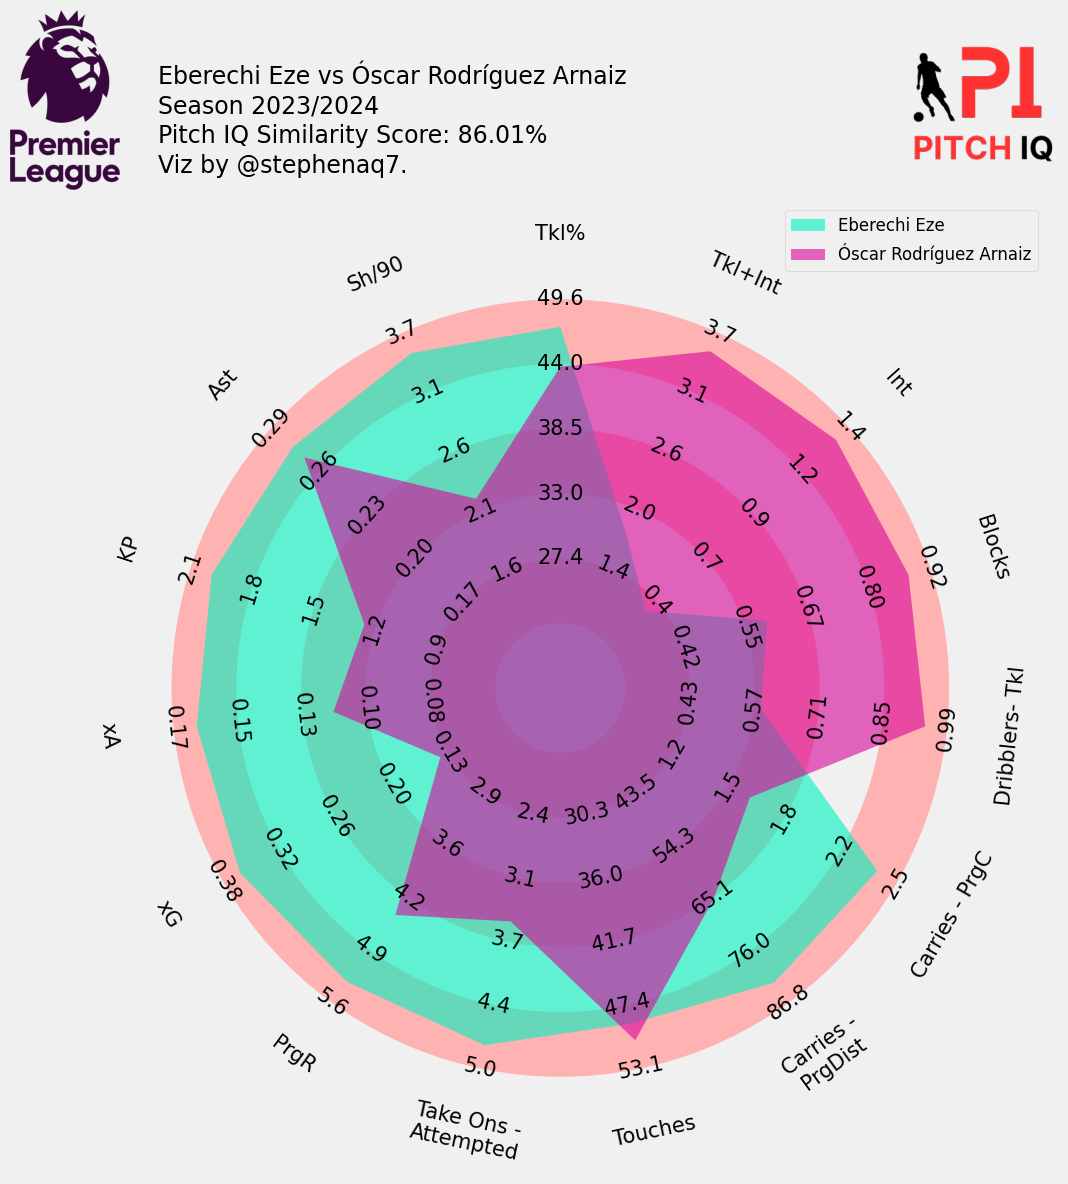 Premier
League
Eberechi Eze vs Óscar Rodríguez Arnaiz
Season 2023/2024
Pitch IQ Similarity Score: 86.01%
Viz by @stephenaq7.
PI
PITCH IQ
Eberechi Eze
Óscar Rodríguez Arnaiz
Tkl%
49.6
44.0
38.5
33.0
27.4
Tkl+Int
3.7
3.1
2.6
2.0
1.4
Int
1.4
1.2
0.9
0.7
0.4
Blocks
0.92
0.80
0.67
0.55
0.42
Dribblers- Tkl
0.99
0.85
0.71
0.57
0.43
Carries - PrgC
2.5
2.2
1.8
1.5
1.2
Carries -
PrgDist
86.8
76.0
65.1
54.3
43.5
Touches
53.1
47.4
41.7
36.0
30.3
Take Ons -
Attempted
5.0
4.4
3.7
3.1
2.4
PrgR
5.6
4.9
4.2
3.6
2.9
xG
0.38
0.32
0.26
0.20
0.13
xA
0.17
0.15
0.13
0.10
0.08
KP
2.1
1.8
1.5
1.2
0.9
Ast
0.29
0.26
0.23
0.20
0.17
Sh/90
3.7
3.1
2.6
2.1
1.6